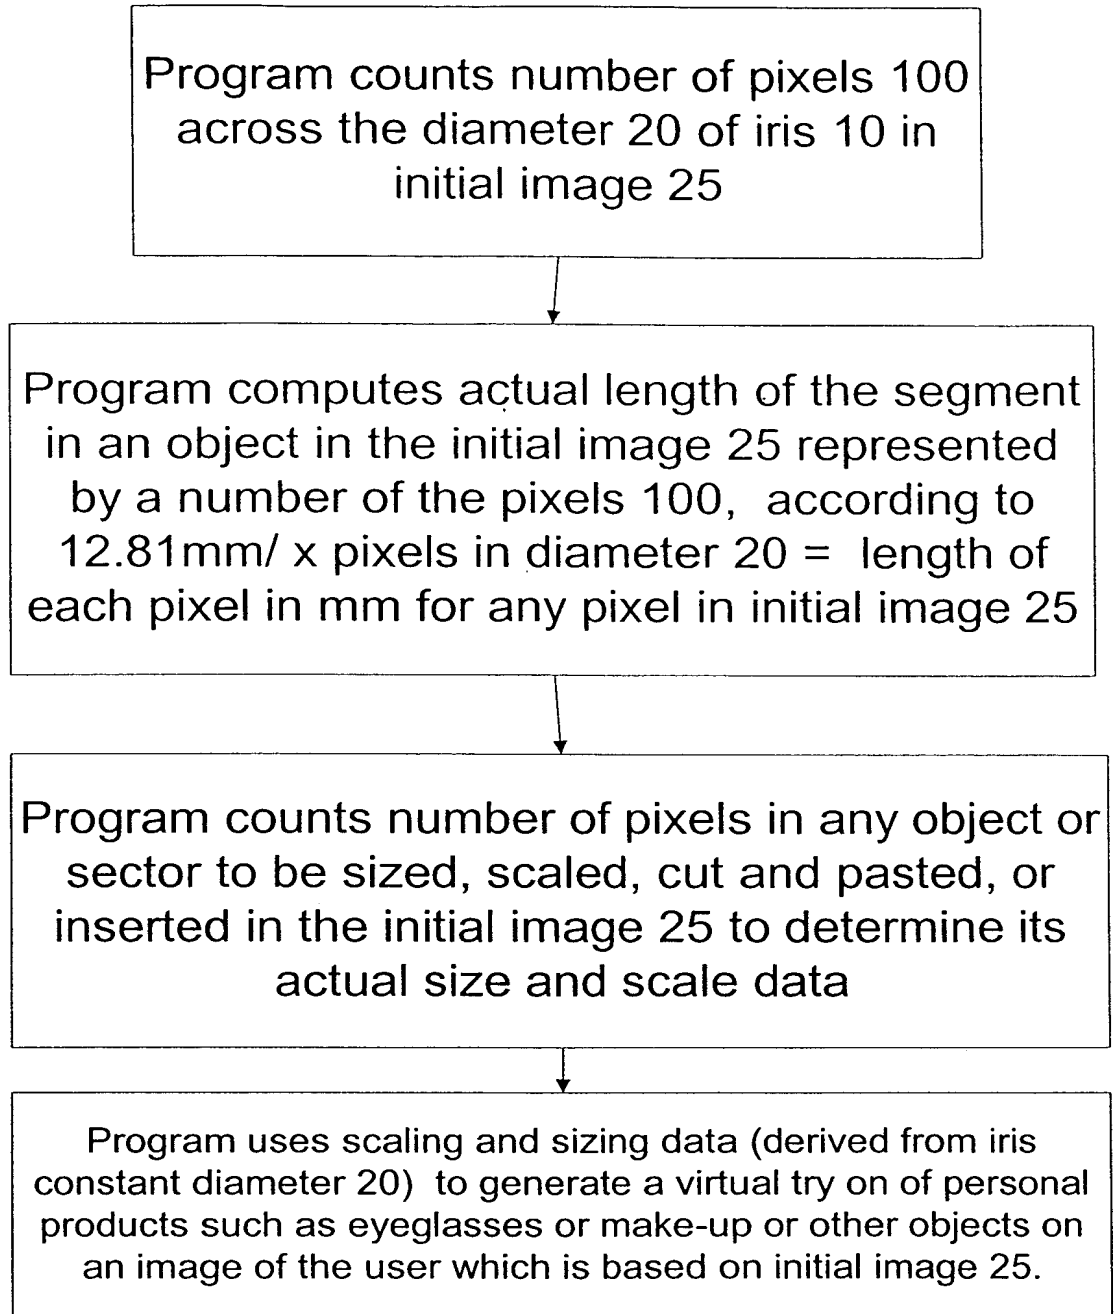 Program counts number of pixels 100
across the diameter 20 of iris 10 in
initial image 25
Program computes actual length of the segment
in an object in the initial image 25 represented
by a number of the pixels 100, according to
12.81mm/ x pixels in diameter 20 = length of
each pixel in mm for any pixel in initial image 25
Program counts number of pixels in any object or
sector to be sized, scaled, cut and pasted, or
inserted in the initial image 25 to determine its
actual size and scale data
Program uses scaling and sizing data (derived from iris
constant diameter 20) to generate a virtual try on of personal
products such as eyeglasses or make-up or other objects on
an image of the user which is based on initial image 25.